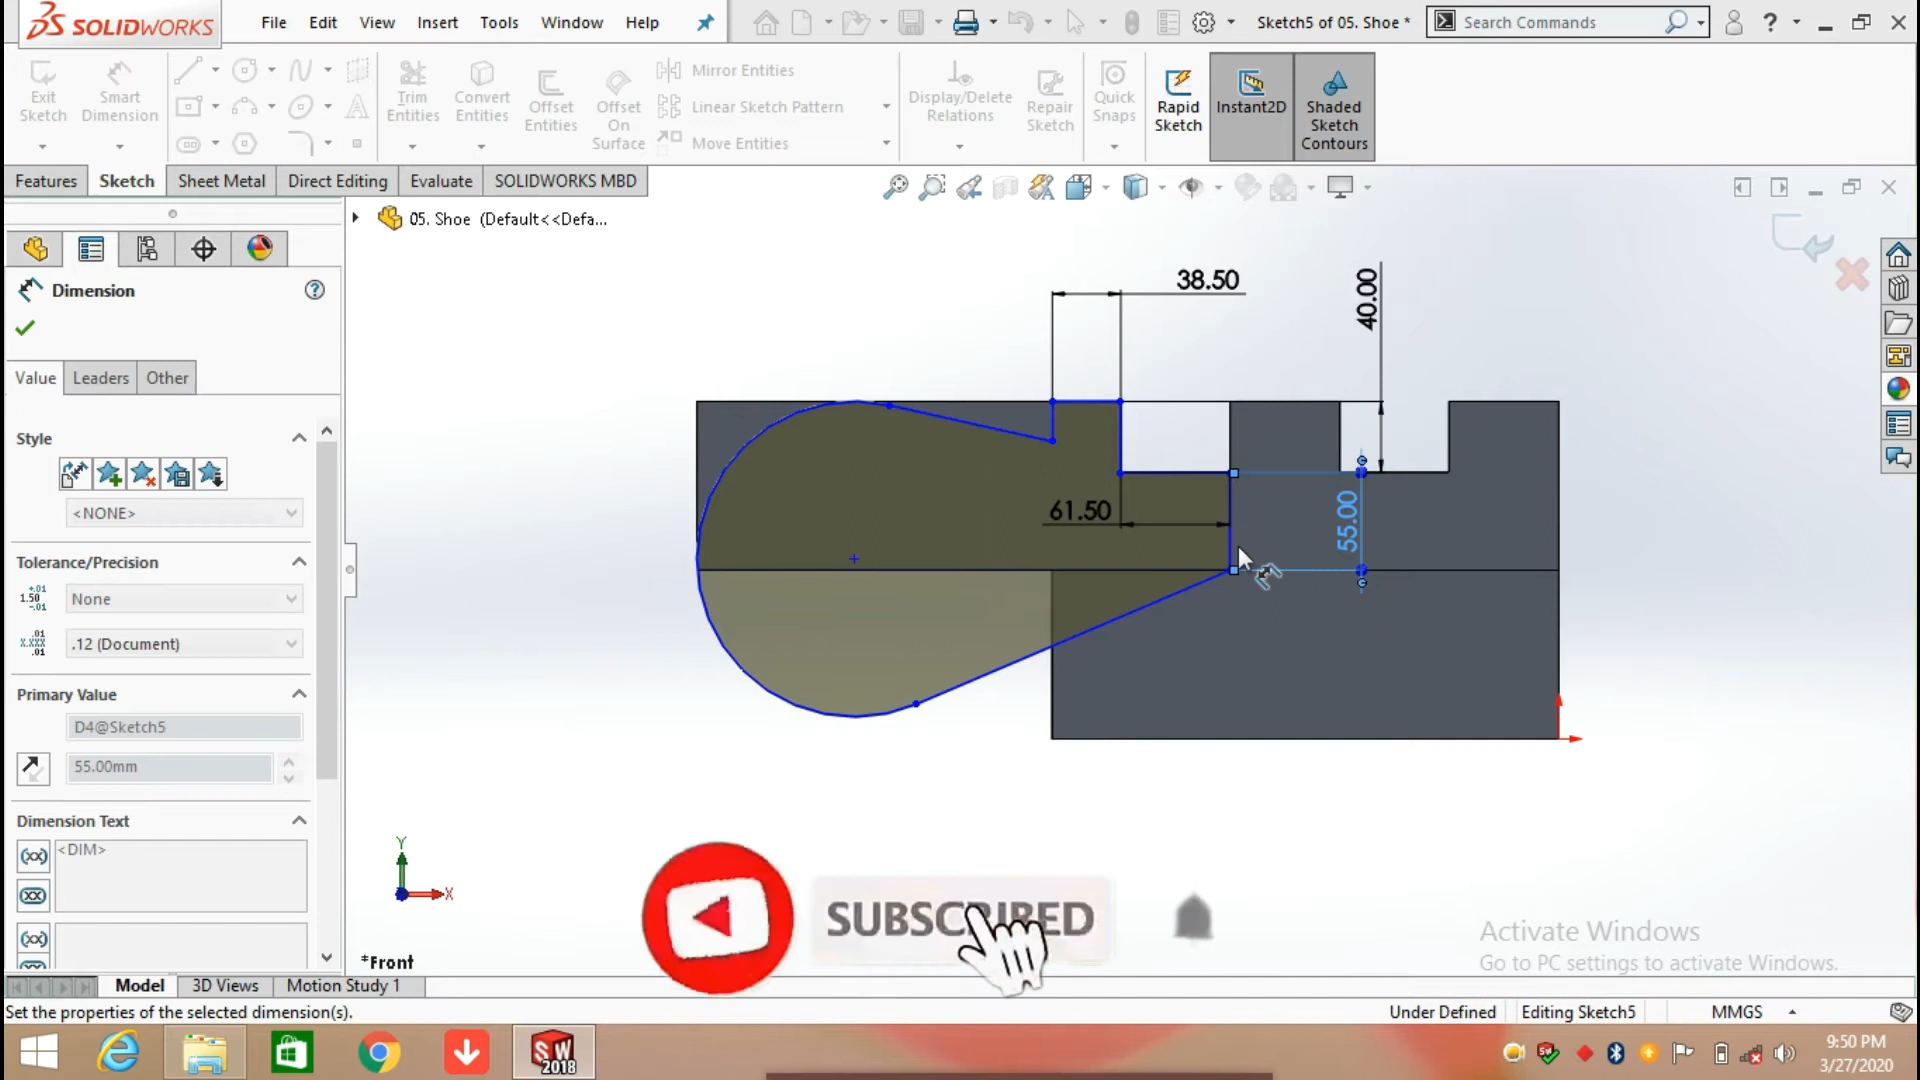 SOLIDWORKS File Edit View Insert Tools Window Help Sketch5 of 05. Shoe * Search Commands ?
Exit Sketch
Smart Dimension
Trim Entities
Convert Entities
Offset Entities
Offset On Surface
Mirror Entities
Linear Sketch Pattern
Move Entities
Display/Delete Relations
Repair Sketch
Quick Snaps
Rapid Sketch
Instant2D
Shaded Sketch Contours
Features Sketch Sheet Metal Direct Editing Evaluate SOLIDWORKS MBD
05. Shoe (Default<<Defa...
Dimension
Value Leaders Other
Style
<NONE>
Tolerance/Precision
None
.12 (Document)
Primary Value
D4@Sketch5
55.00mm
Dimension Text
<DIM>
38.50
40.00
61.50
55.00
Y
X
*Front
SUBSCRIBED
Activate Windows
Go to PC settings to activate Windows.
Model 3D Views Motion Study 1
Set the properties of the selected dimension(s). Under Defined Editing Sketch5 MMGS
SW 2018
9:50 PM
3/27/2020